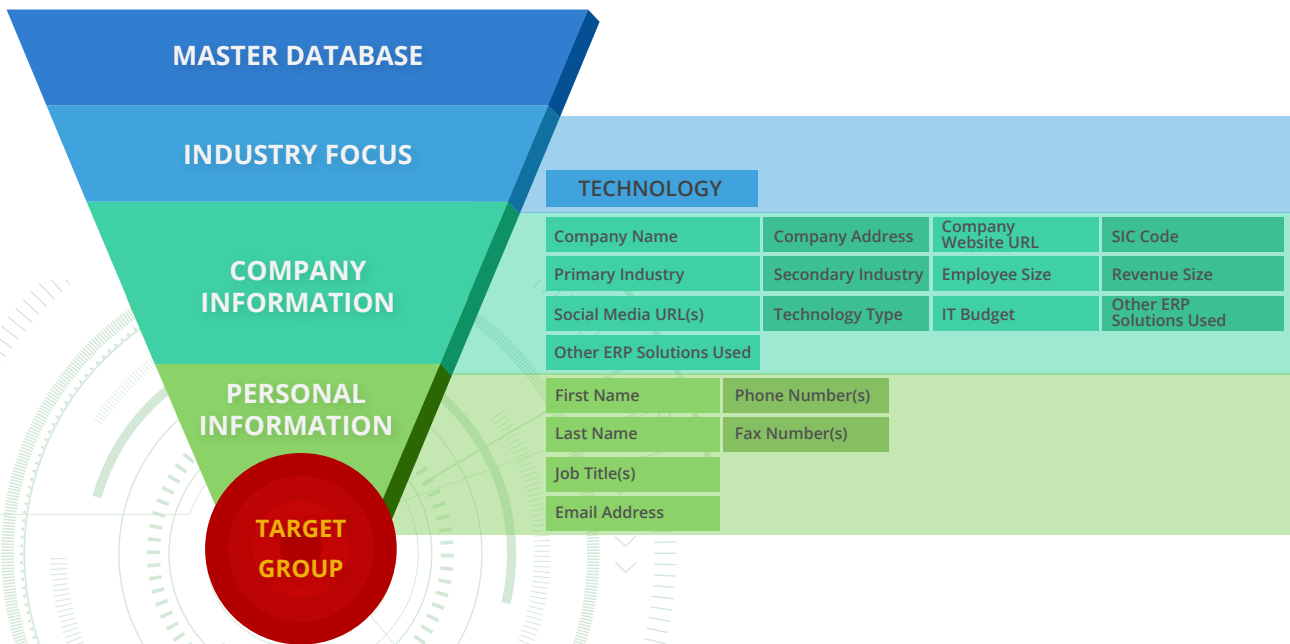 MASTER DATABASE
INDUSTRY FOCUS
TECHNOLOGY
COMPANY
INFORMATION
Company Name
Company Address
Company
Website URL
SIC Code
Primary Industry
Secondary Industry
Employee Size
Revenue Size
Social Media URL(s)
Technology Type
IT Budget
Other ERP
Solutions Used
Other ERP Solutions Used
PERSONAL
INFORMATION
First Name
Phone Number(s)
Last Name
Fax Number(s)
Job Title(s)
Email Address
TARGET
GROUP